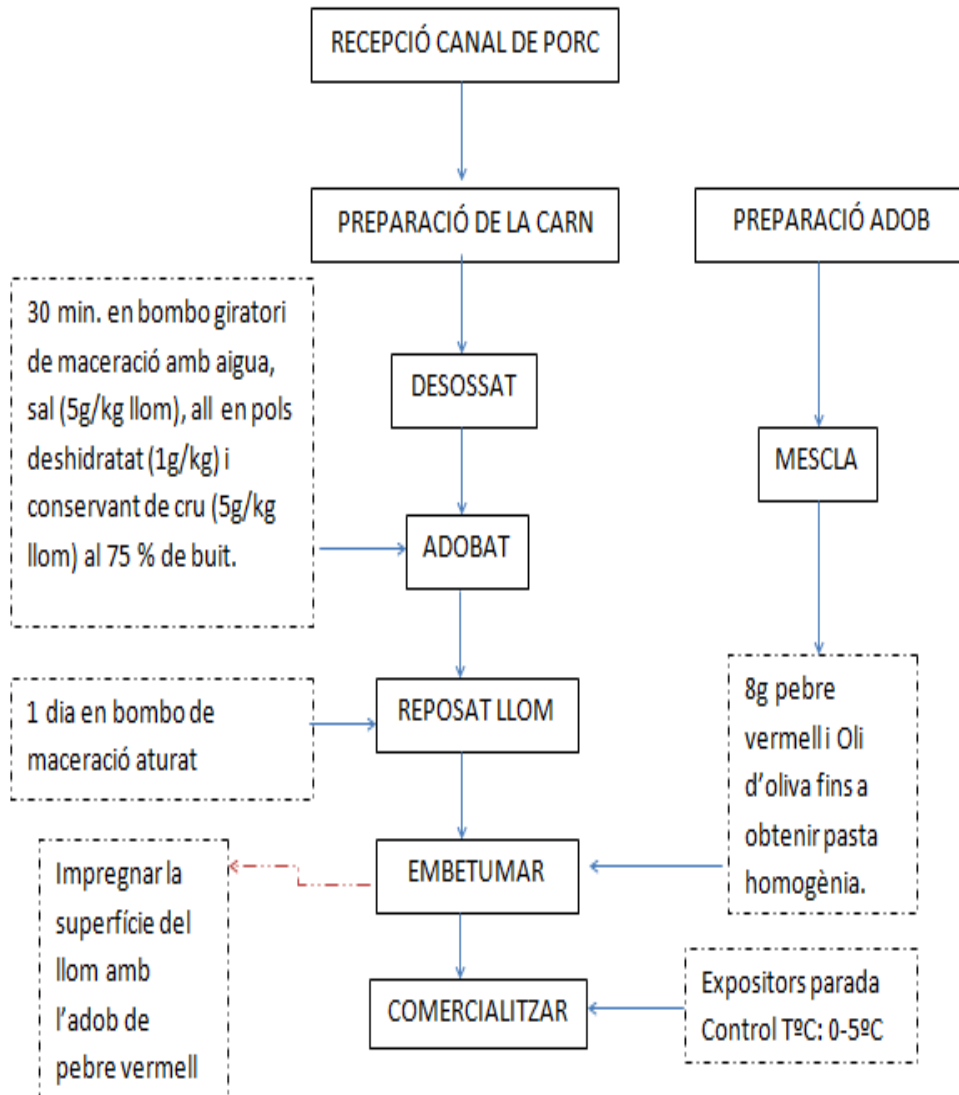 RECEPCIÓ CANAL DE PORC
PREPARACIÓ DE LA CARN
PREPARACIÓ ADOB
30 min. en bombo giratori
de maceració amb aigua,
sal (5g/kg llom), all en pols
deshidratat (1g/kg) i
conservant de cru (5g/kg
llom) al 75 % de buit.
DESOSSAT
MESCLA
ADOBAT
1 dia en bombo de
maceració aturat
REPOSAT LLOM
8g pebre
vermell i Oli
d’oliva fins a
obtenir pasta
homogènia.
Impregnar la
superfície del
llom amb
l’adob de
pebre vermell
EMBETUMAR
COMERCIALITZAR
Expositors parada
Control TºC: 0-5ºC